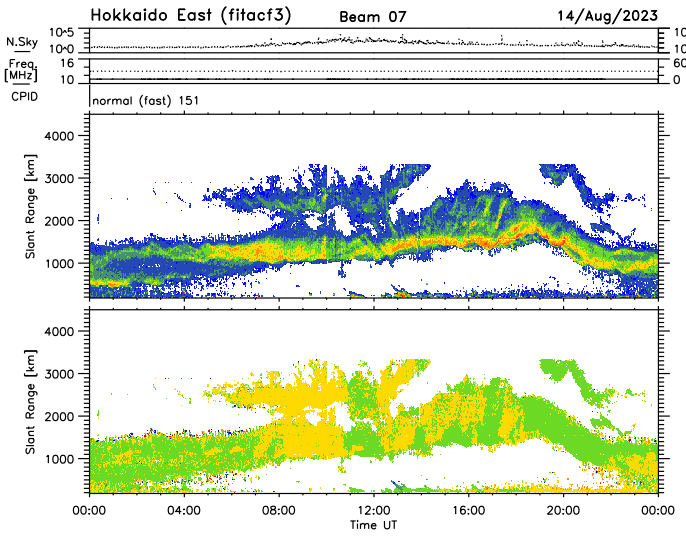 Hokkaido East (fitacf3) Beam 07 14/Aug/2023
N.Sky 10^5 10^0 10 10
Freq. [MHz] 16 10 60 0
CPID normal (fast) 151
4000
3000
2000
1000
Slant Range [km]
4000
3000
2000
1000
Slant Range [km]
00:00 04:00 08:00 12:00 16:00 20:00 00:00
Time UT